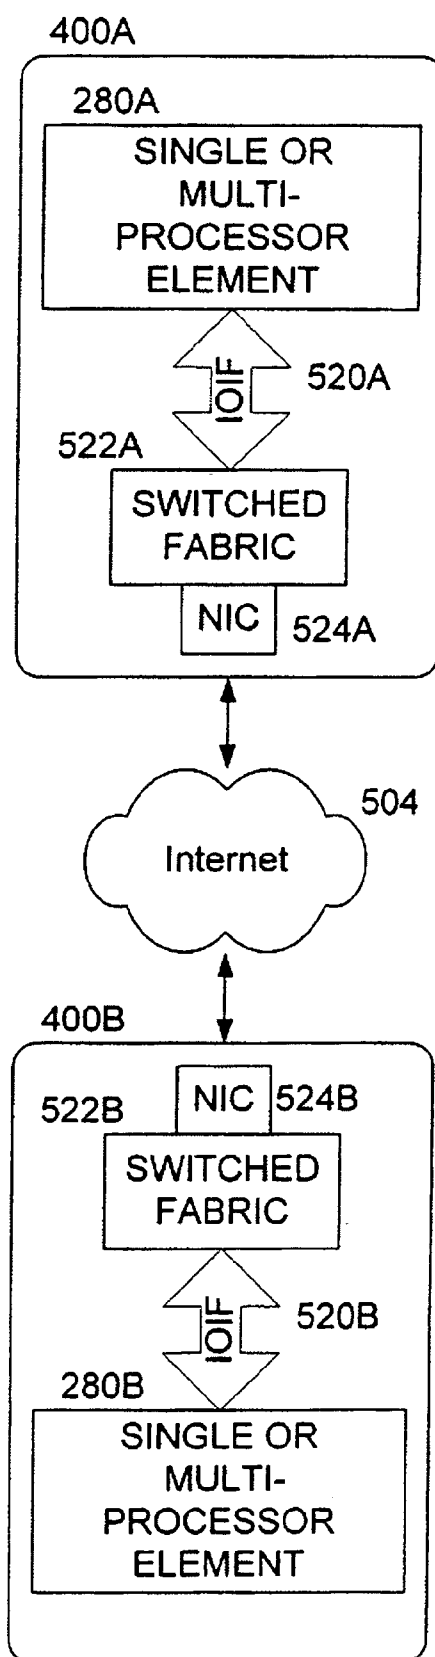 400A
280A
SINGLE OR
MULTI-
PROCESSOR
ELEMENT
IOIF
520A
522A
SWITCHED
FABRIC
NIC
524A
504
Internet
400B
NIC
524B
522B
SWITCHED
FABRIC
IOIF
520B
280B
SINGLE OR
MULTI-
PROCESSOR
ELEMENT